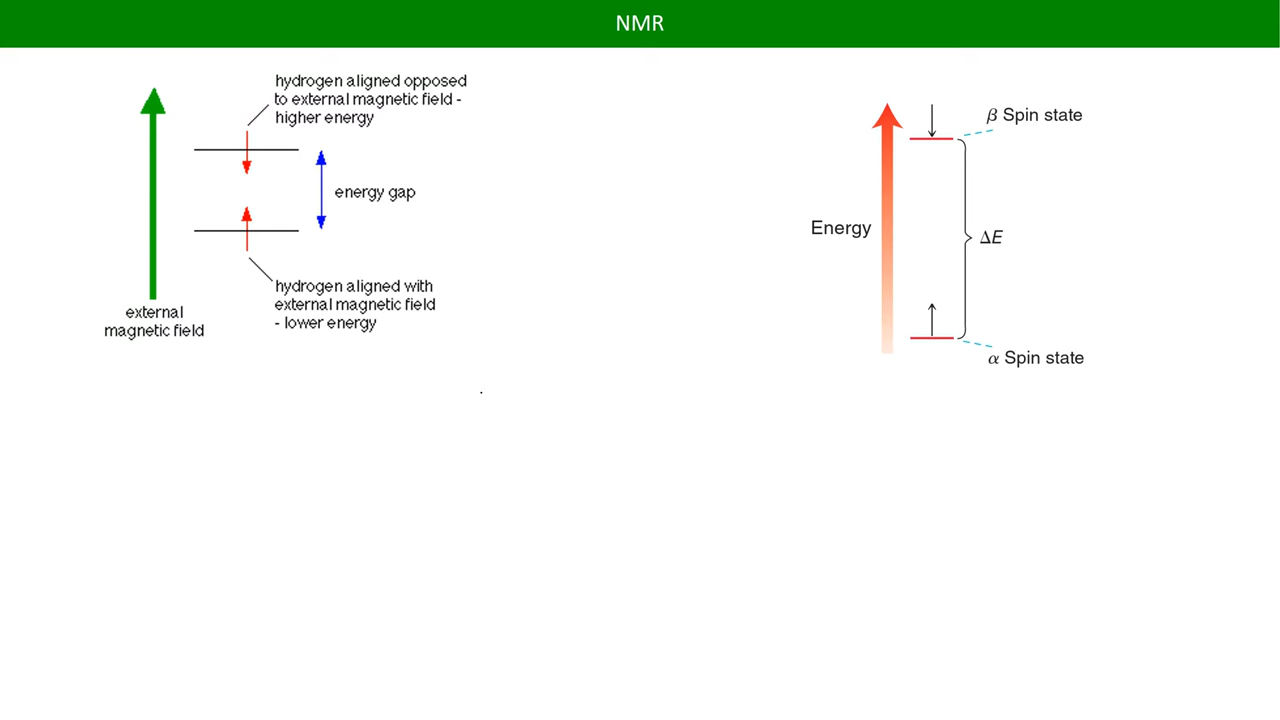 NMR
hydrogen aligned opposed
to external magnetic field -
higher energy
energy gap
hydrogen aligned with
external magnetic field
- lower energy
external
magnetic field
β Spin state
Energy
ΔE
α Spin state